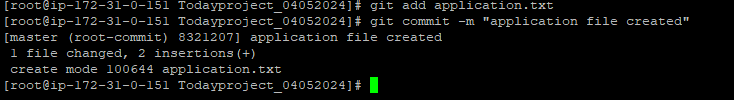 [root@ip-172-31-0-151 Todayproject_04052024]# git add application.txt
[root@ip-172-31-0-151 Todayproject_04052024]# git commit -m "application file created"
[master (root-commit) 8321207] application file created
 1 file changed, 2 insertions(+)
 create mode 100644 application.txt
[root@ip-172-31-0-151 Todayproject_04052024]#